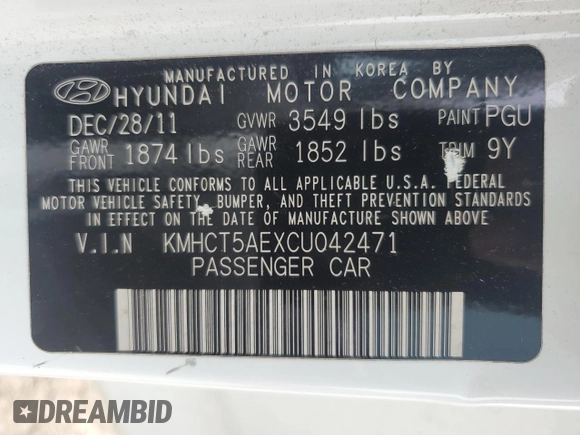 MANUFACTURED IN KOREA BY
HYUNDAI MOTOR COMPANY
DEC/28/11 GVWR 3549 lbs PAINT PGU
GAWR FRONT 1874 lbs GAWR REAR 1852 lbs TRIM 9Y
THIS VEHICLE CONFORMS TO ALL APPLICABLE U.S.A. FEDERAL
MOTOR VEHICLE SAFETY, BUMPER, AND THEFT PREVENTION STANDARDS
IN EFFECT ON THE DATE OF MANUFACTURE SHOWN ABOVE
V.I.N KMHCT5AEXCU042471
PASSENGER CAR
DREAMBID